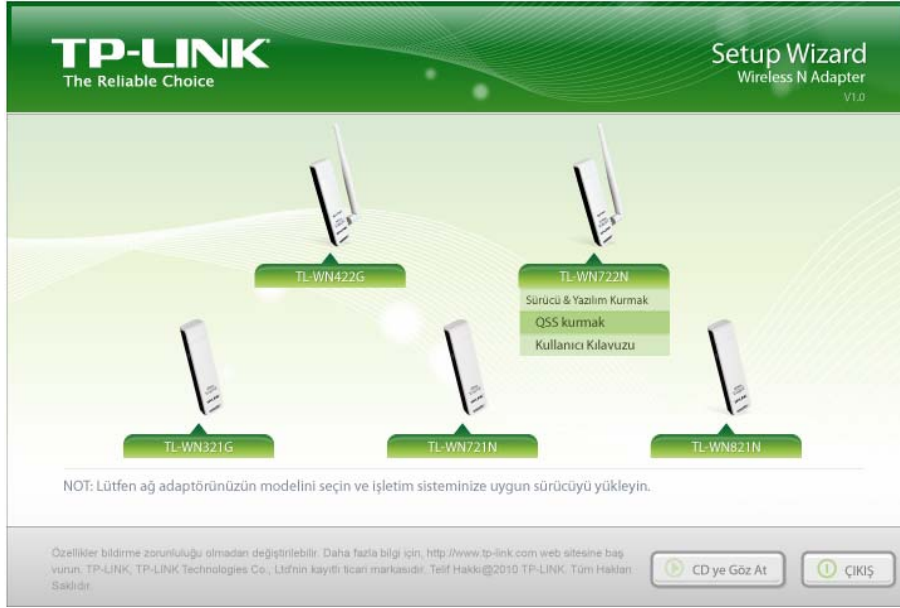 TP-LINK
The Reliable Choice
Setup Wizard
Wireless N Adapter
V1.0
TL-WN422G
TL-WN722N
Sürücü & Yazılım Kurmak
QSS kurmak
Kullanıcı Kılavuzu
TL-WN321G
TL-WN721N
TL-WN821N
NOT: Lütfen ağ adaptörünüzün modelini seçin ve işletim sisteminize uygun sürücüyü yükleyin.
Özellikler bildirme zorunluluğu olmadan değiştirilebilir. Daha fazla bilgi için, http://www.tp-link.com web sitesine baş
vurun. TP-LINK, TP-LINK Technologies Co., Ltd'nin kayıtlı ticari markasıdır. Telif Hakkı@2010 TP-LINK. Tüm Hakları
Saklıdır.
CD ye Göz At
ÇIKIŞ